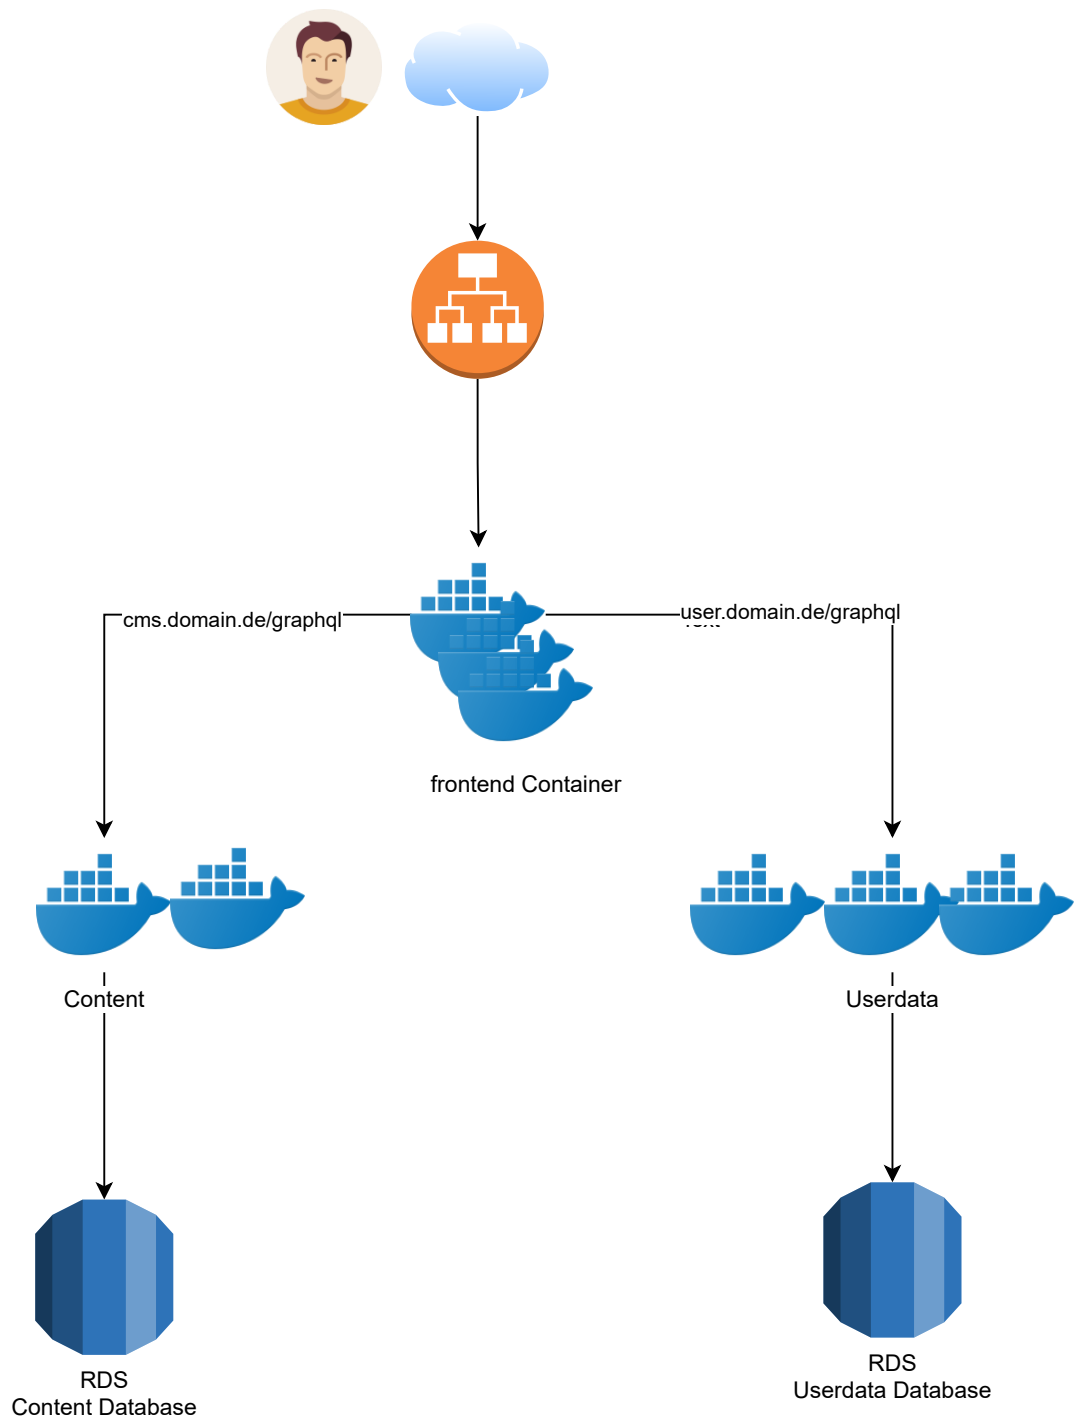 cms.domain.de/graphql
user.domain.de/graphql
frontend Container
Content
Userdata
RDS
Userdata Database
RDS
Content Database